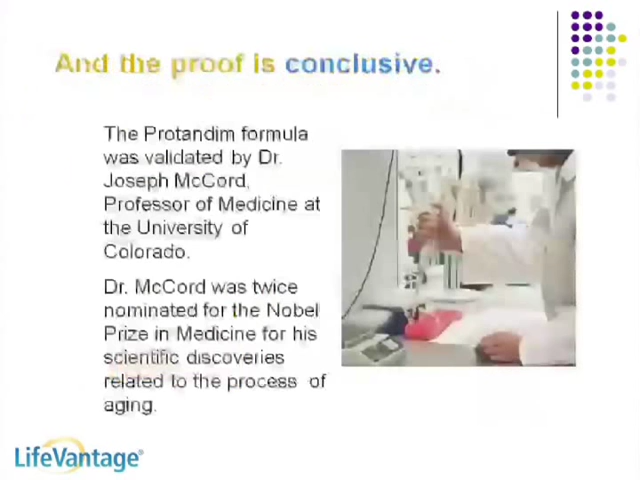 And the proof is conclusive.
The Protandim formula
was validated by Dr.
Joseph McCord,
Professor of Medicine at
the University of
Colorado.
Dr. McCord was twice
nominated for the Nobel
Prize in Medicine for his
scientific discoveries
related to the process of
aging.
LifeVantage®